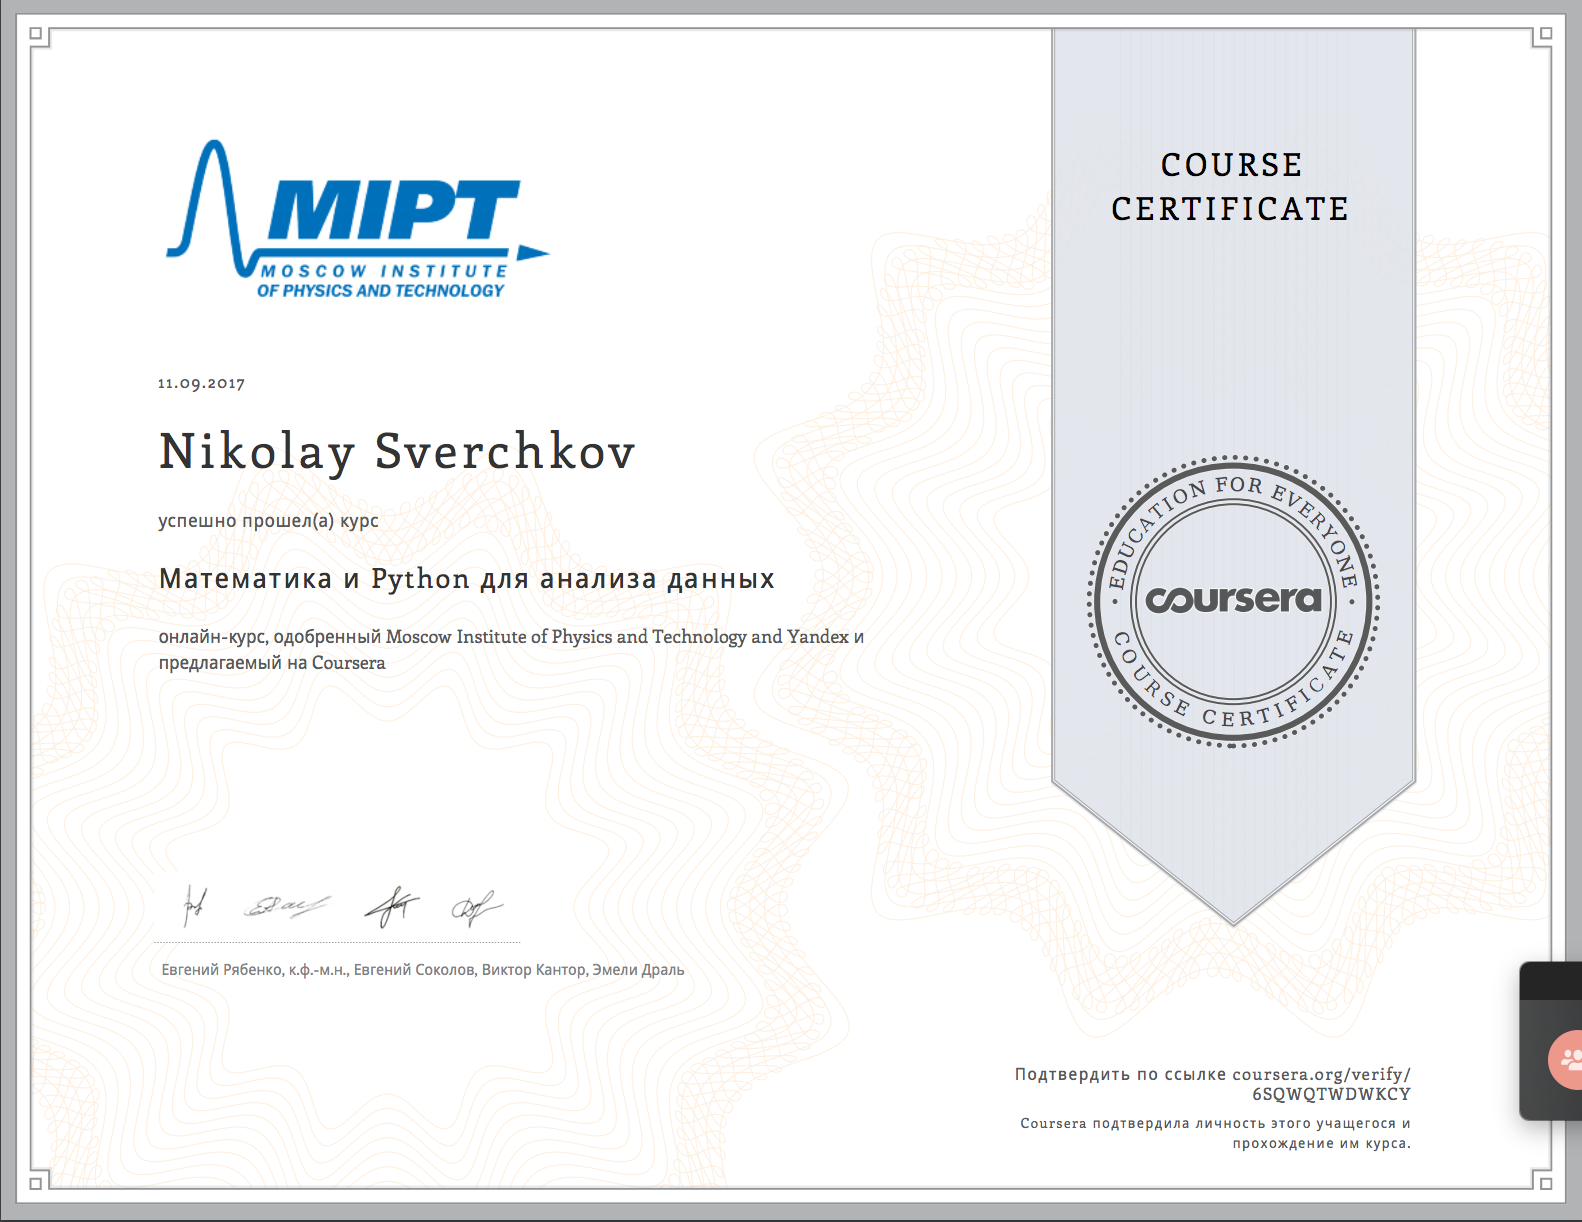 MIPT
MOSCOW INSTITUTE
OF PHYSICS AND TECHNOLOGY
COURSE
CERTIFICATE
11.09.2017
Nikolay Sverchkov
успешно прошел(а) курс
Математика и Python для анализа данных
онлайн-курс, одобренный Moscow Institute of Physics and Technology and Yandex и
предлагаемый на Coursera
EDUCATION FOR EVERYONE
coursera
COURSE CERTIFICATE
Евгений Рябенко, к.ф.-м.н., Евгений Соколов, Виктор Кантор, Эмели Драль
Подтвердить по ссылке coursera.org/verify/
6SQWQTWDWKCY
Coursera подтвердила личность этого учащегося и
прохождение им курса.